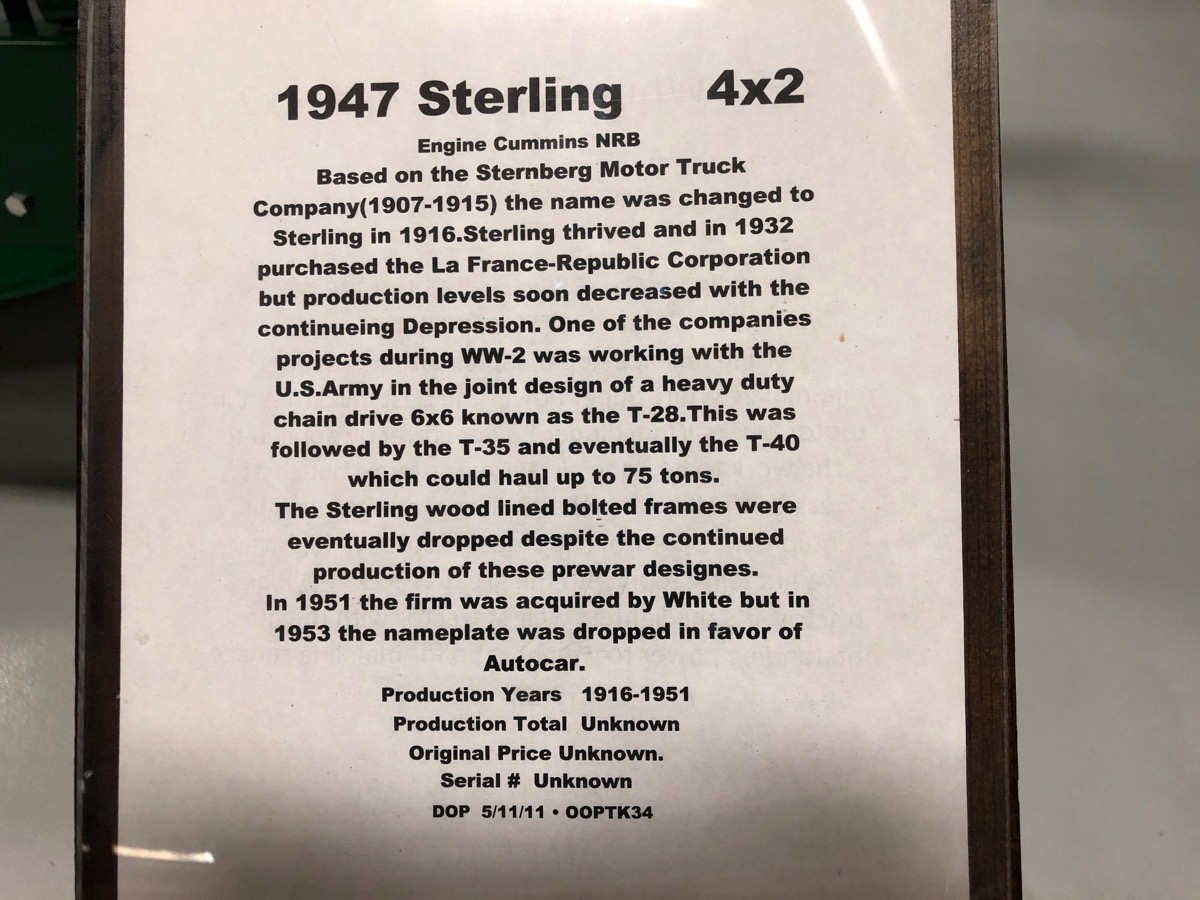 1947 Sterling 4x2
Engine Cummins NRB
Based on the Sternberg Motor Truck
Company(1907-1915) the name was changed to
Sterling in 1916.Sterling thrived and in 1932
purchased the La France-Republic Corporation
but production levels soon decreased with the
continueing Depression. One of the companies
projects during WW-2 was working with the
U.S.Army in the joint design of a heavy duty
chain drive 6x6 known as the T-28.This was
followed by the T-35 and eventually the T-40
which could haul up to 75 tons.
The Sterling wood lined bolted frames were
eventually dropped despite the continued
production of these prewar designes.
In 1951 the firm was acquired by White but in
1953 the nameplate was dropped in favor of
Autocar.
Production Years 1916-1951
Production Total Unknown
Original Price Unknown.
Serial # Unknown
DOP 5/11/11 • OOPTK34